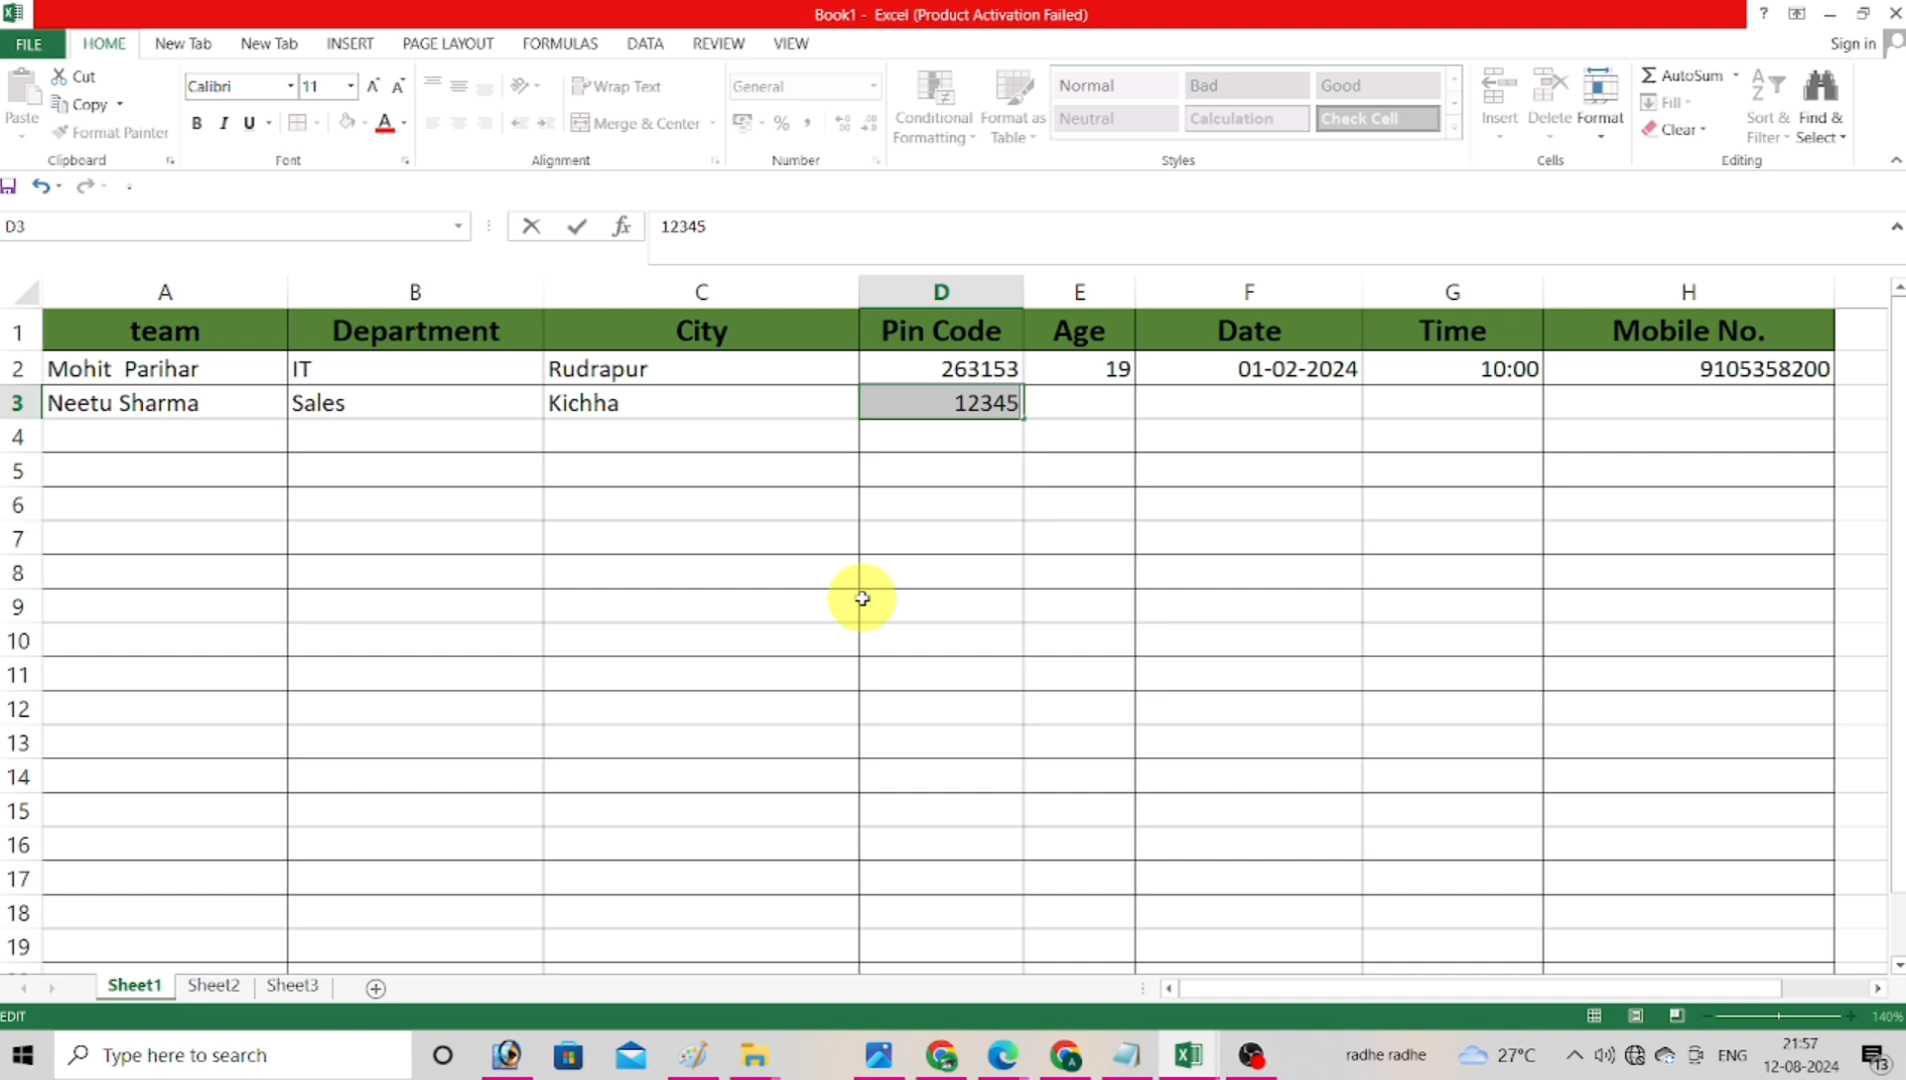 Book1 - Excel (Product Activation Failed)
?
FILE HOME New Tab New Tab INSERT PAGE LAYOUT FORMULAS DATA REVIEW VIEW Sign in
Paste
Cut
Copy
Format Painter
Clipboard
Calibri 11
B I U A
Font
Wrap Text
Merge & Center
Alignment
General
%
Number
Conditional Formatting
Format as Table
Normal Bad Good
Neutral Calculation Check Cell
Styles
Insert Delete Format
Cells
AutoSum
Fill
Clear
Sort & Filter
Find & Select
Editing
D3 fx 12345
A B C D E F G H
1 team Department City Pin Code Age Date Time Mobile No.
2 Mohit Parihar IT Rudrapur 263153 19 01-02-2024 10:00 9105358200
3 Neetu Sharma Sales Kichha 12345
4
5
6
7
8
9
10
11
12
13
14
15
16
17
18
19
Sheet1 Sheet2 Sheet3
EDIT 140%
Type here to search radhe radhe 27°C ENG 21:57
12-08-2024 13